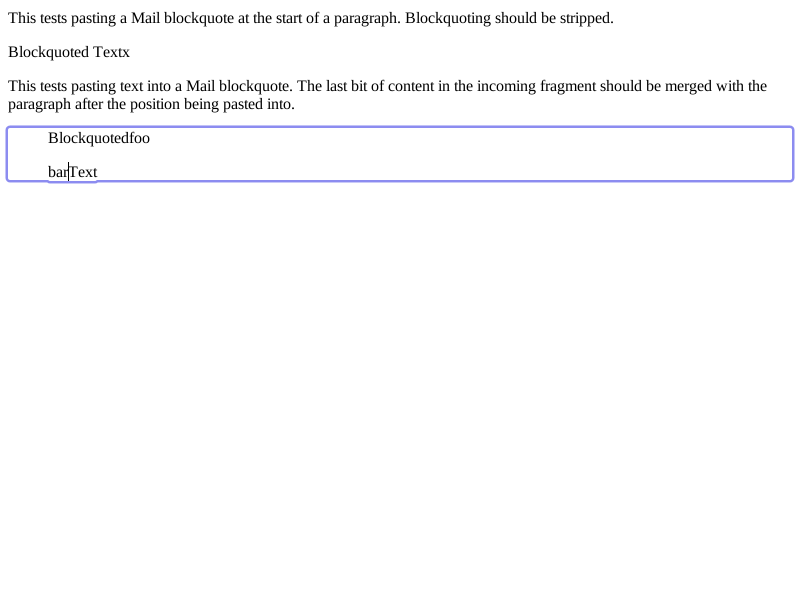 This tests pasting a Mail blockquote at the start of a paragraph. Blockquoting should be stripped.
Blockquoted Textx
This tests pasting text into a Mail blockquote. The last bit of content in the incoming fragment should be merged with the
paragraph after the position being pasted into.
Blockquotedfoo
barText